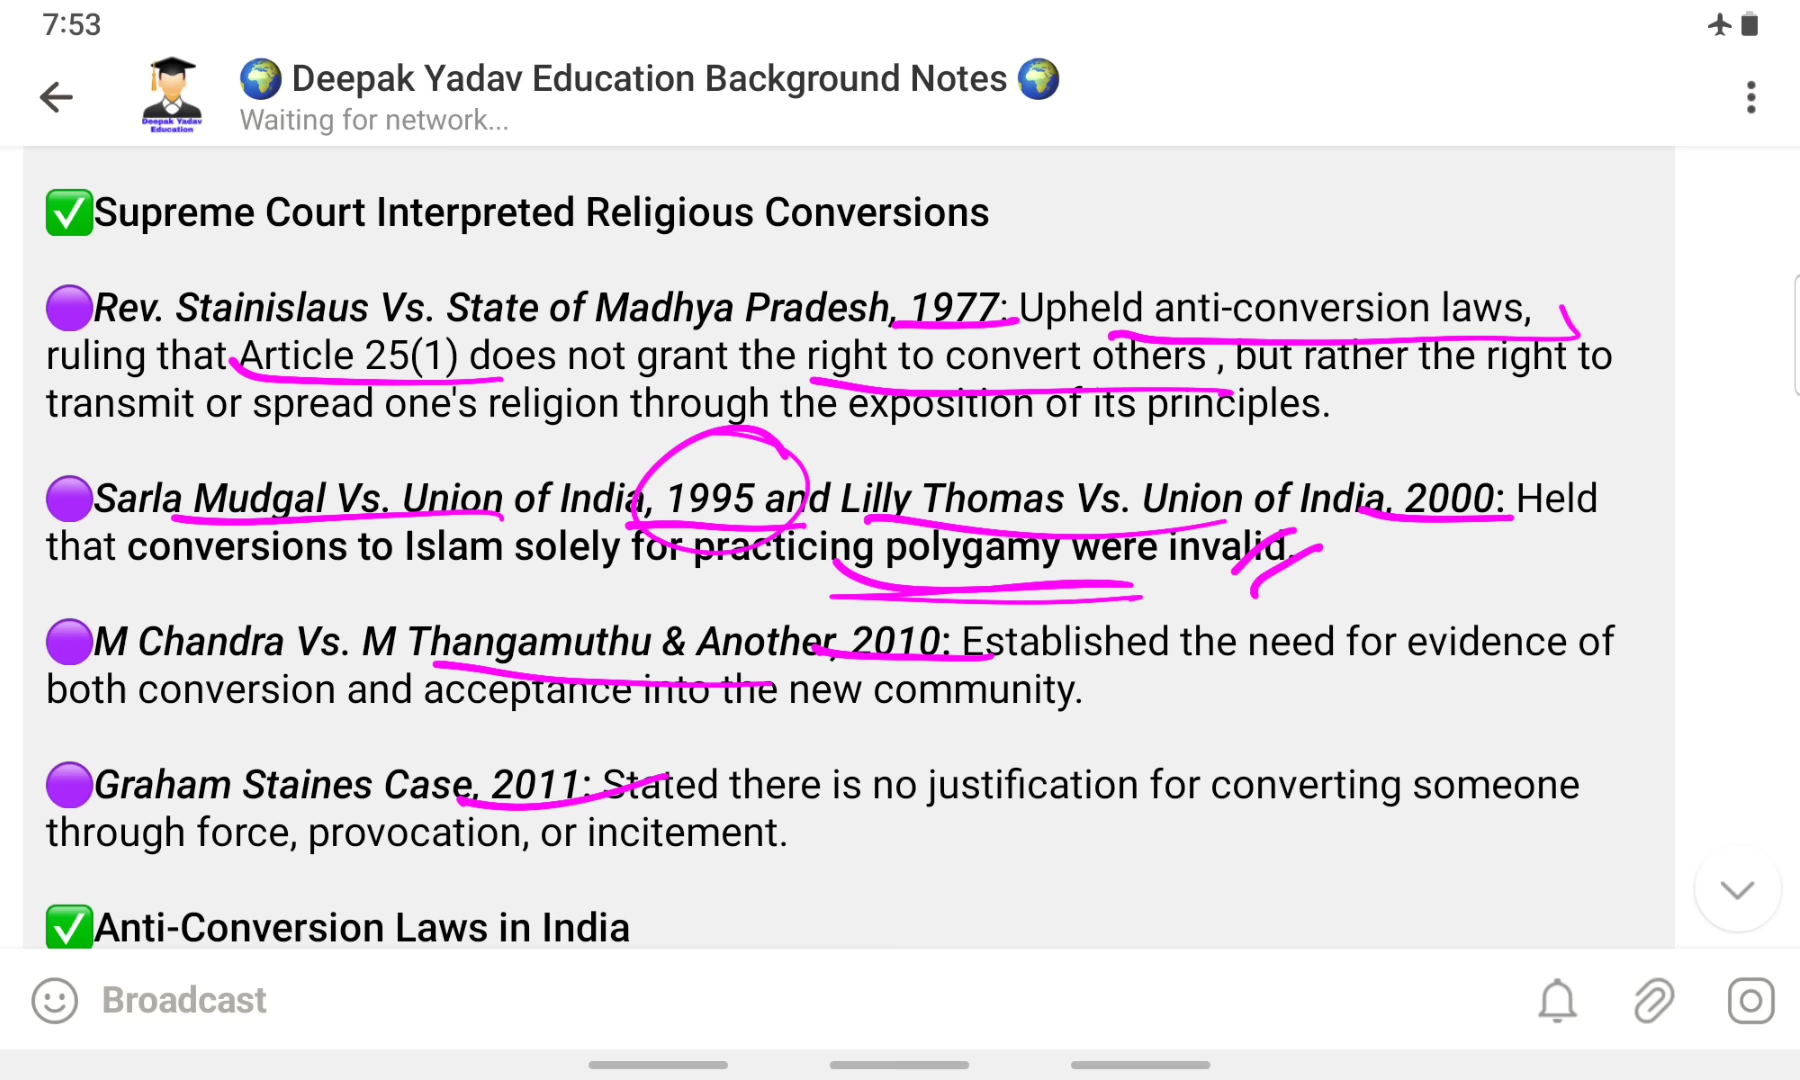 7:53
Deepak Yadav Education Background Notes
Deepak Yadav
Education
Waiting for network...
Supreme Court Interpreted Religious Conversions
Rev. Stainislaus Vs. State of Madhya Pradesh, 1977: Upheld anti-conversion laws,
ruling that Article 25(1) does not grant the right to convert others , but rather the right to
transmit or spread one's religion through the exposition of its principles.
Sarla Mudgal Vs. Union of India, 1995 and Lilly Thomas Vs. Union of India, 2000: Held
that conversions to Islam solely for practicing polygamy were invalid.
M Chandra Vs. M Thangamuthu & Another, 2010: Established the need for evidence of
both conversion and acceptance into the new community.
Graham Staines Case, 2011: Stated there is no justification for converting someone
through force, provocation, or incitement.
Anti-Conversion Laws in India
Broadcast